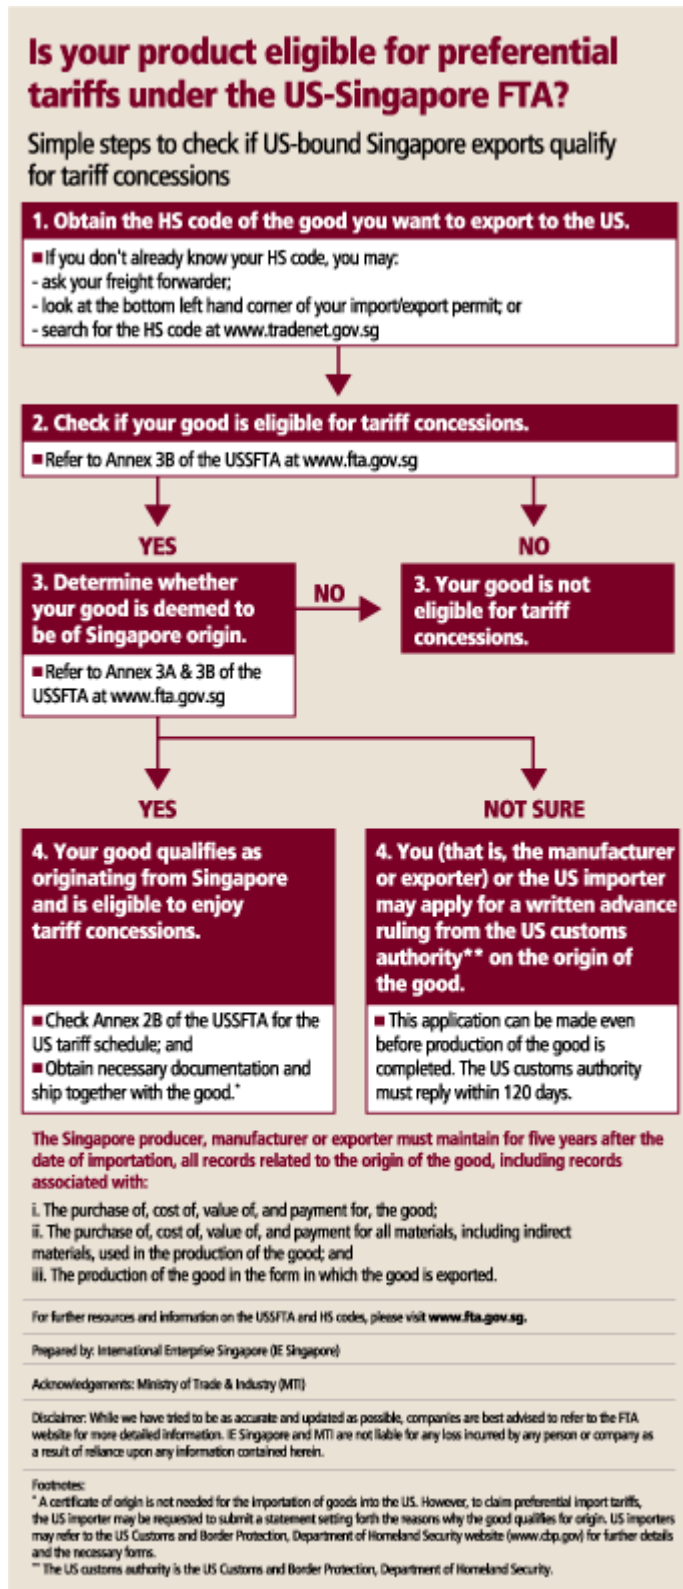 Is your product eligible for preferential
tariffs under the US-Singapore FTA?
Simple steps to check if US-bound Singapore exports qualify
for tariff concessions
1. Obtain the HS code of the good you want to export to the US.
■ If you don't already know your HS code, you may:
- ask your freight forwarder;
- look at the bottom left hand corner of your import/export permit; or
- search for the HS code at www.tradenet.gov.sg
2. Check if your good is eligible for tariff concessions.
■ Refer to Annex 3B of the USSFTA at www.fta.gov.sg
YES
NO
3. Determine whether
your good is deemed to
be of Singapore origin.
■ Refer to Annex 3A & 3B of the
USSFTA at www.fta.gov.sg
NO
3. Your good is not
eligible for tariff
concessions.
YES
NOT SURE
4. Your good qualifies as
originating from Singapore
and is eligible to enjoy
tariff concessions.
■ Check Annex 2B of the USSFTA for the
US tariff schedule; and
■ Obtain necessary documentation and
ship together with the good.*
4. You (that is, the manufacturer
or exporter) or the US importer
may apply for a written advance
ruling from the US customs
authority** on the origin of
the good.
■ This application can be made even
before production of the good is
completed. The US customs authority
must reply within 120 days.
The Singapore producer, manufacturer or exporter must maintain for five years after the
date of importation, all records related to the origin of the good, including records
associated with:
i. The purchase of, cost of, value of, and payment for, the good;
ii. The purchase of, cost of, value of, and payment for all materials, including indirect
materials, used in the production of the good; and
iii. The production of the good in the form in which the good is exported.
For further resources and information on the USSFTA and HS codes, please visit www.fta.gov.sg.
Prepared by: International Enterprise Singapore (IE Singapore)
Acknowledgements: Ministry of Trade & Industry (MTI)
Disclaimer: While we have tried to be as accurate and updated as possible, companies are best advised to refer to the FTA
website for more detailed information. IE Singapore and MTI are not liable for any loss incurred by any person or company as
a result of reliance upon any information contained herein.
Footnotes:
* A certificate of origin is not needed for the importation of goods into the US. However, to claim preferential import tariffs,
the US importer may be requested to submit a statement setting forth the reasons why the good qualifies for origin. US importers
may refer to the US Customs and Border Protection, Department of Homeland Security website (www.cbp.gov) for further details
and the necessary forms.
** The US customs authority is the US Customs and Border Protection, Department of Homeland Security.